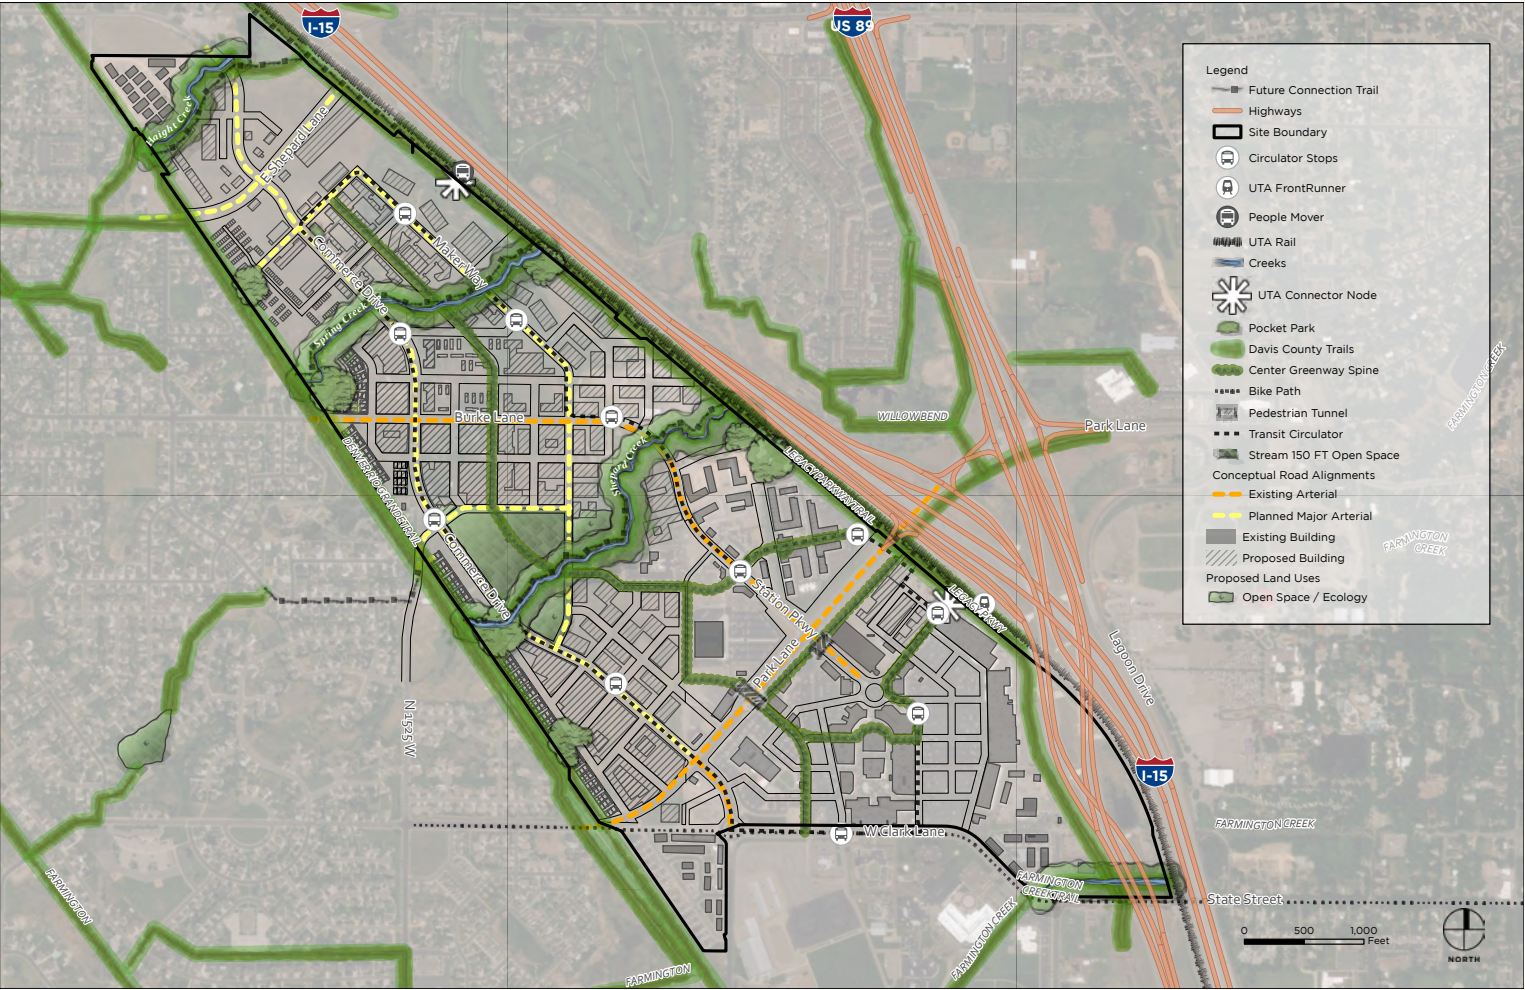 I-15
US 89
Legend
Future Connection Trail
Highways
Site Boundary
Circulator Stops
UTA FrontRunner
People Mover
UTA Rail
Creeks
UTA Connector Node
Pocket Park
Davis County Trails
Center Greenway Spine
Bike Path
Pedestrian Tunnel
Transit Circulator
Stream 150 FT Open Space
Conceptual Road Alignments
Existing Arterial
Planned Major Arterial
Existing Building
Proposed Building
Proposed Land Uses
Open Space / Ecology
Haight Creek
E Shepard Lane
Commerce Drive
Maker Way
Spring Creek
Burke Lane
Shepard Creek
DENVER RIO GRANDE TRAIL
WILLOW BEND
Park Lane
FARMINGTON CREEK
FARMINGTON
CREEK
LEGACY PARKWAY TRAIL
Commerce Drive
Station Pkwy
Park Lane
LEGACY PKWY
Lagoon Drive
N 1525 W
I-15
W Clark Lane
FARMINGTON CREEK
FARMINGTON
CREEK TRAIL
State Street
FARMINGTON
FARMINGTON CREEK
FARMINGTON
0 500 1,000
Feet
NORTH